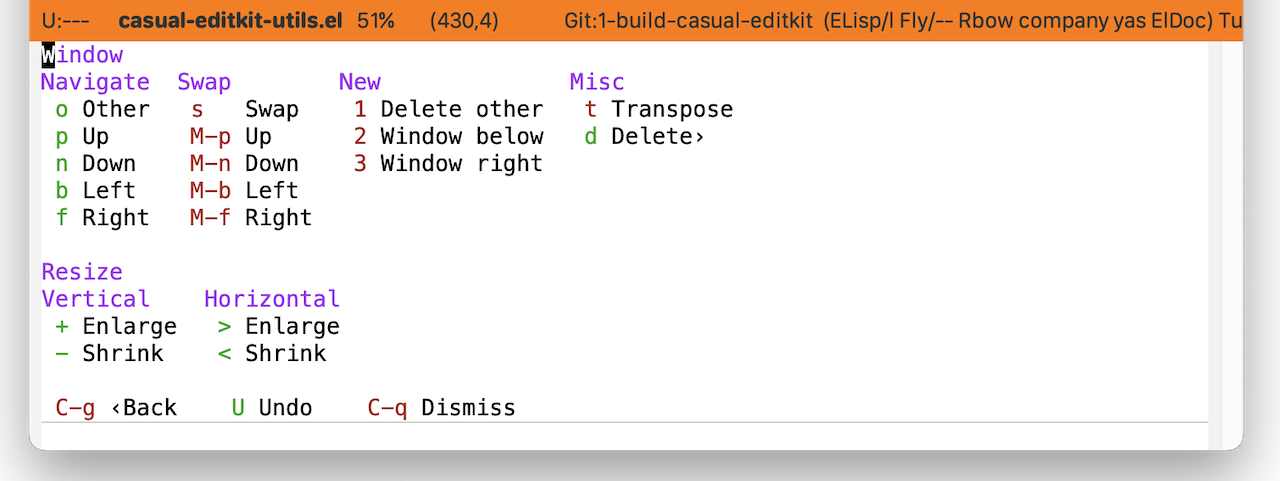 U:---  casual-editkit-utils.el  51%  (430,4)  Git:1-build-casual-editkit  (ELisp/l Fly/-- Rbow company yas ElDoc) Tu
Window
Navigate  Swap  New  Misc
o Other  s Swap  1 Delete other  t Transpose
p Up  M-p Up  2 Window below  d Delete›
n Down  M-n Down  3 Window right
b Left  M-b Left
f Right  M-f Right
Resize
Vertical  Horizontal
+ Enlarge  > Enlarge
- Shrink  < Shrink
C-g ‹Back  U Undo  C-q Dismiss